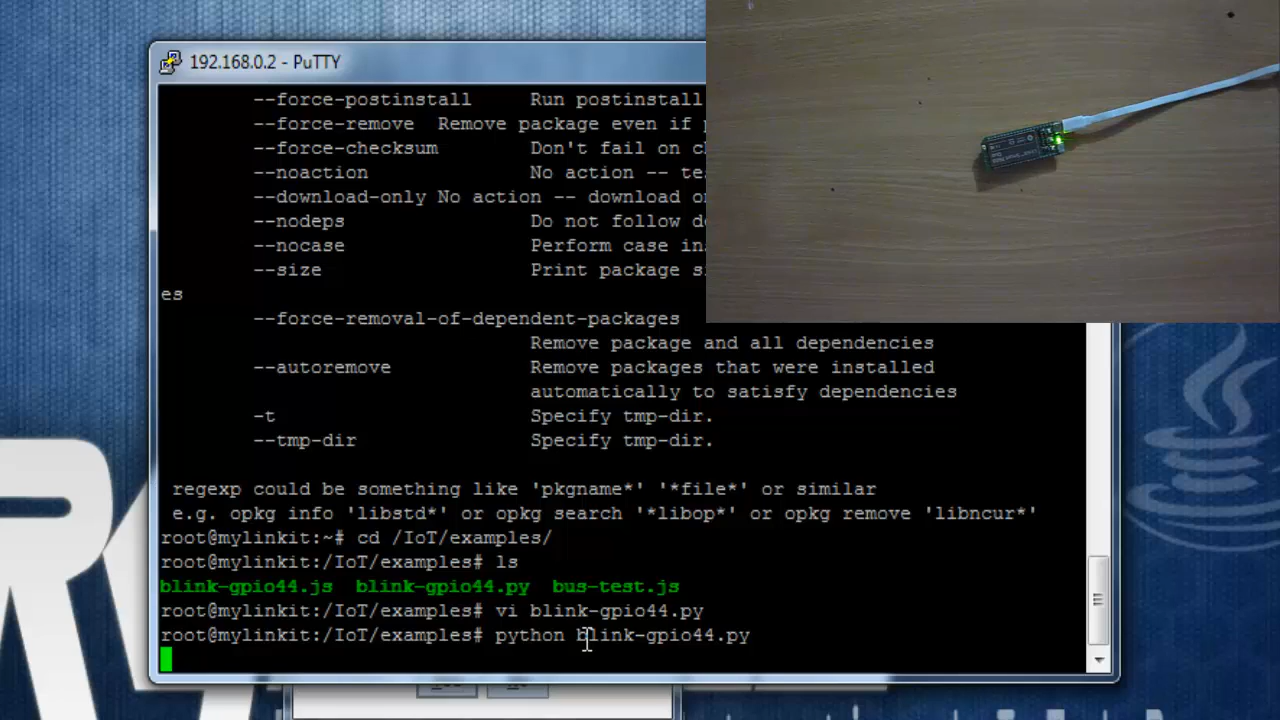 192.168.0.2 - PuTTY
--force-postinstall Run postinstall
--force-remove Remove package even if
--force-checksum Don't fail on
--noaction No action --
--download-only No action -- download
--nodeps Do not follow
--nocase Perform case
--size Print package
es
--force-removal-of-dependent-packages
Remove package and all dependencies
--autoremove Remove packages that were installed
automatically to satisfy dependencies
-t Specify tmp-dir.
--tmp-dir Specify tmp-dir.
regexp could be something like 'pkgname*' '*file*' or similar
e.g. opkg info 'libstd*' or opkg search '*libop*' or opkg remove 'libncur*'
root@mylinkit:~# cd /IoT/examples/
root@mylinkit:/IoT/examples# ls
blink-gpio44.js blink-gpio44.py bus-test.js
root@mylinkit:/IoT/examples# vi blink-gpio44.py
root@mylinkit:/IoT/examples# python blink-gpio44.py